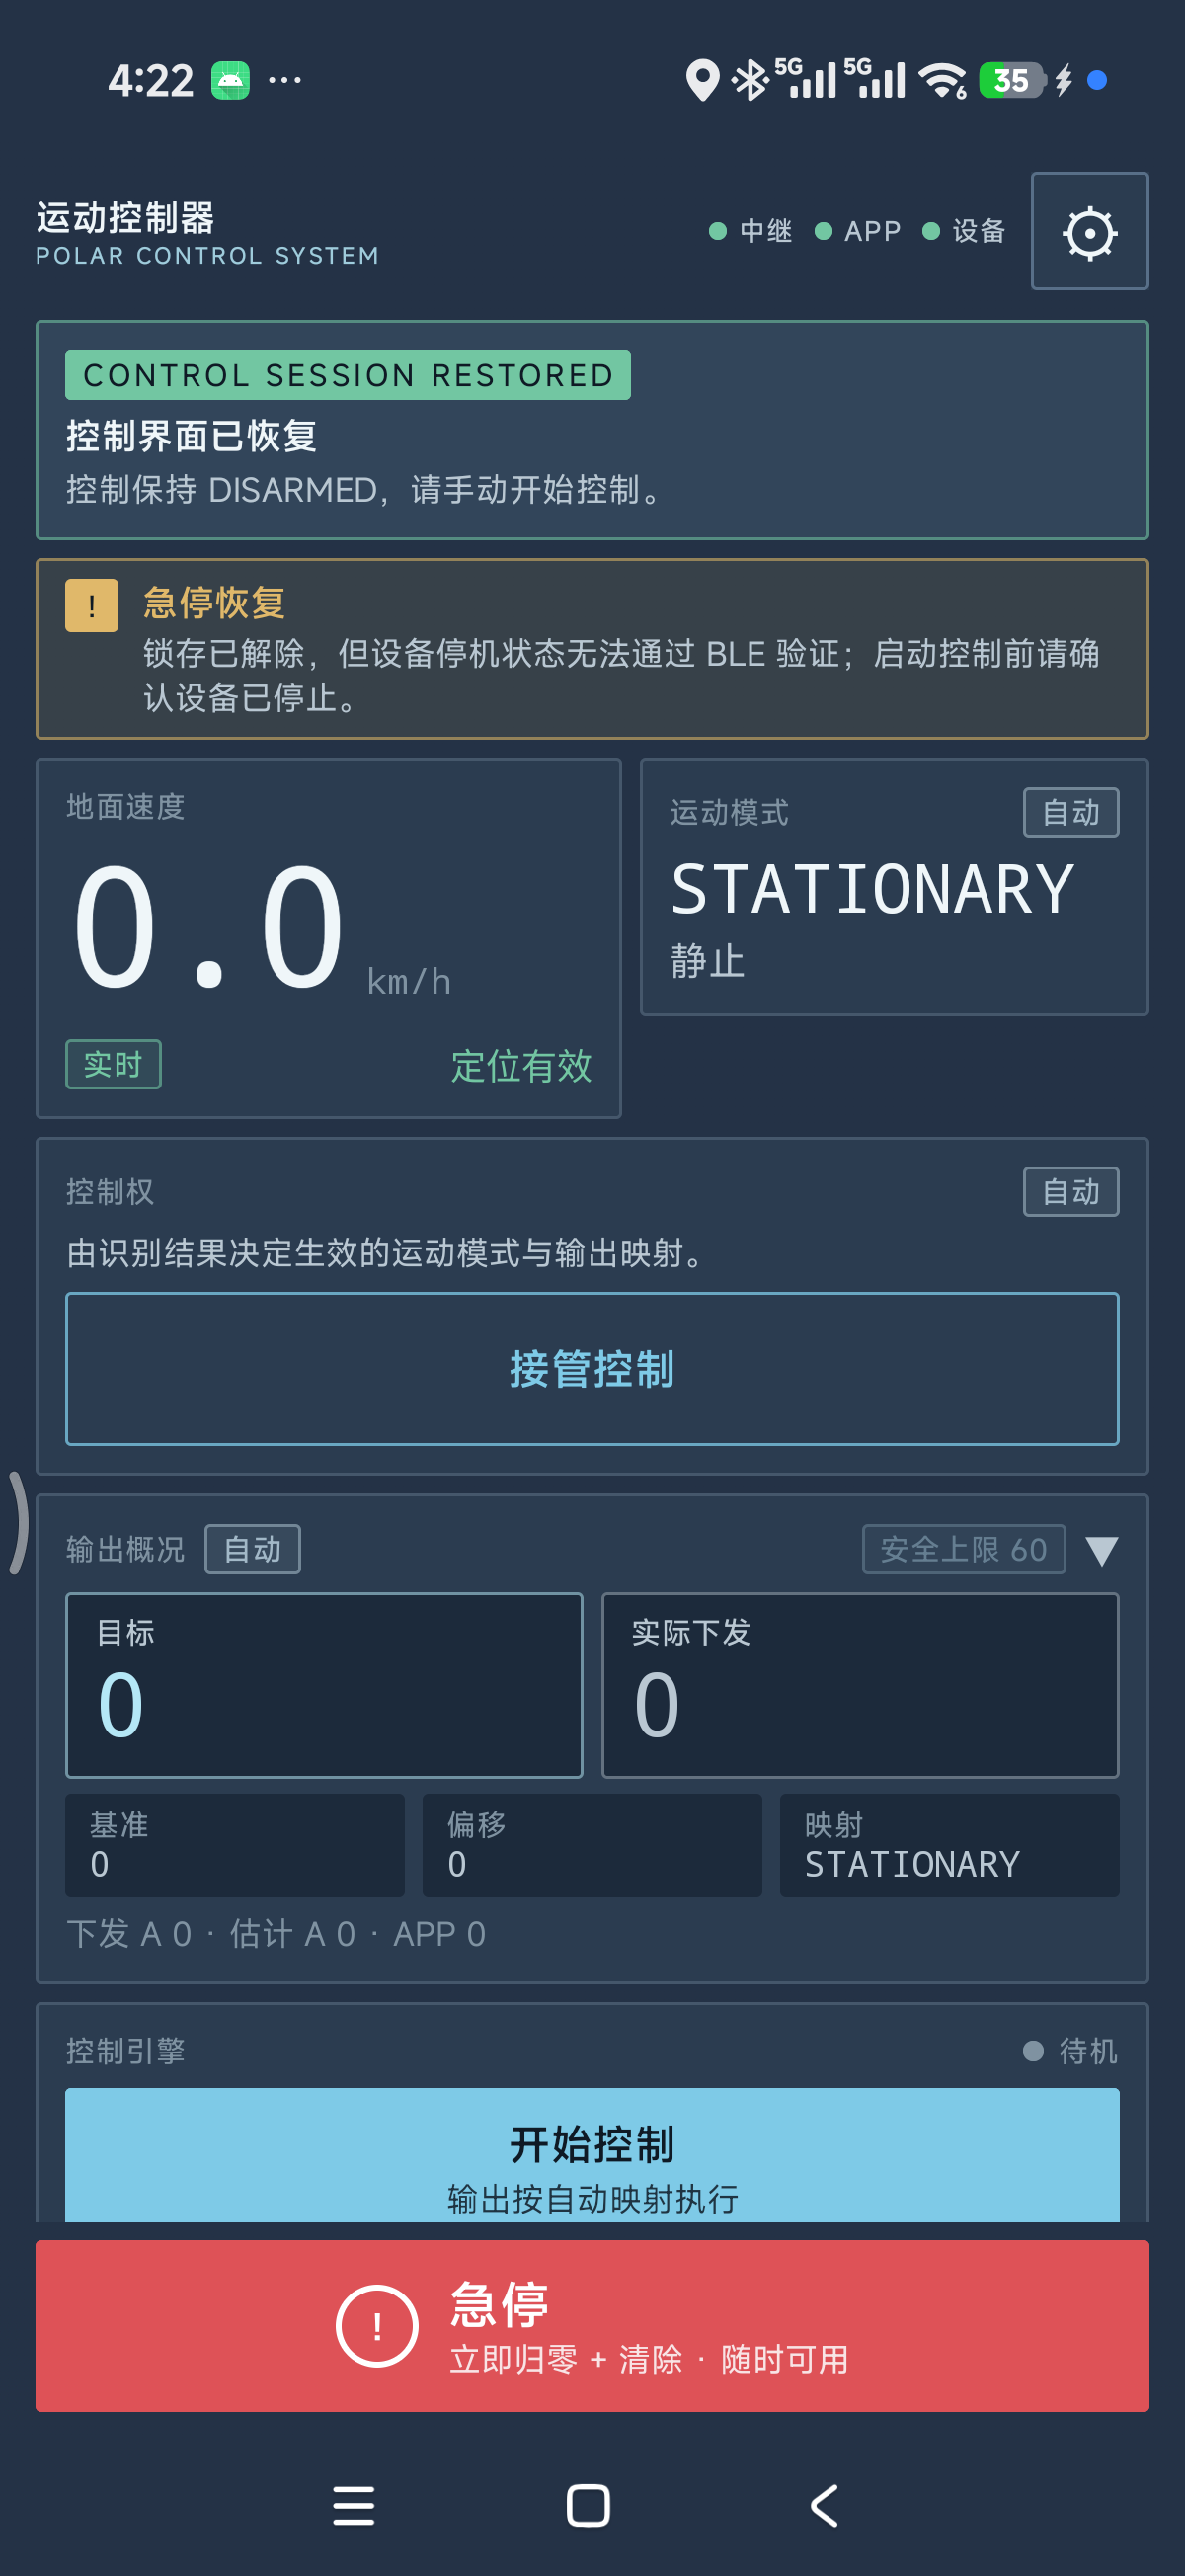 4:22 ... 5G 5G 6 35
运动控制器
POLAR CONTROL SYSTEM
中继 APP 设备
CONTROL SESSION RESTORED
控制界面已恢复
控制保持 DISARMED，请手动开始控制。
! 急停恢复
锁存已解除，但设备停机状态无法通过 BLE 验证；启动控制前请确
认设备已停止。
地面速度
0.0 km/h
实时 定位有效
运动模式 自动
STATIONARY
静止
控制权 自动
由识别结果决定生效的运动模式与输出映射。
接管控制
输出概况 自动 安全上限 60
目标
0
实际下发
0
基准
0
偏移
0
映射
STATIONARY
下发 A 0 · 估计 A 0 · APP 0
控制引擎 待机
开始控制
输出按自动映射执行
! 急停
立即归零 + 清除 · 随时可用